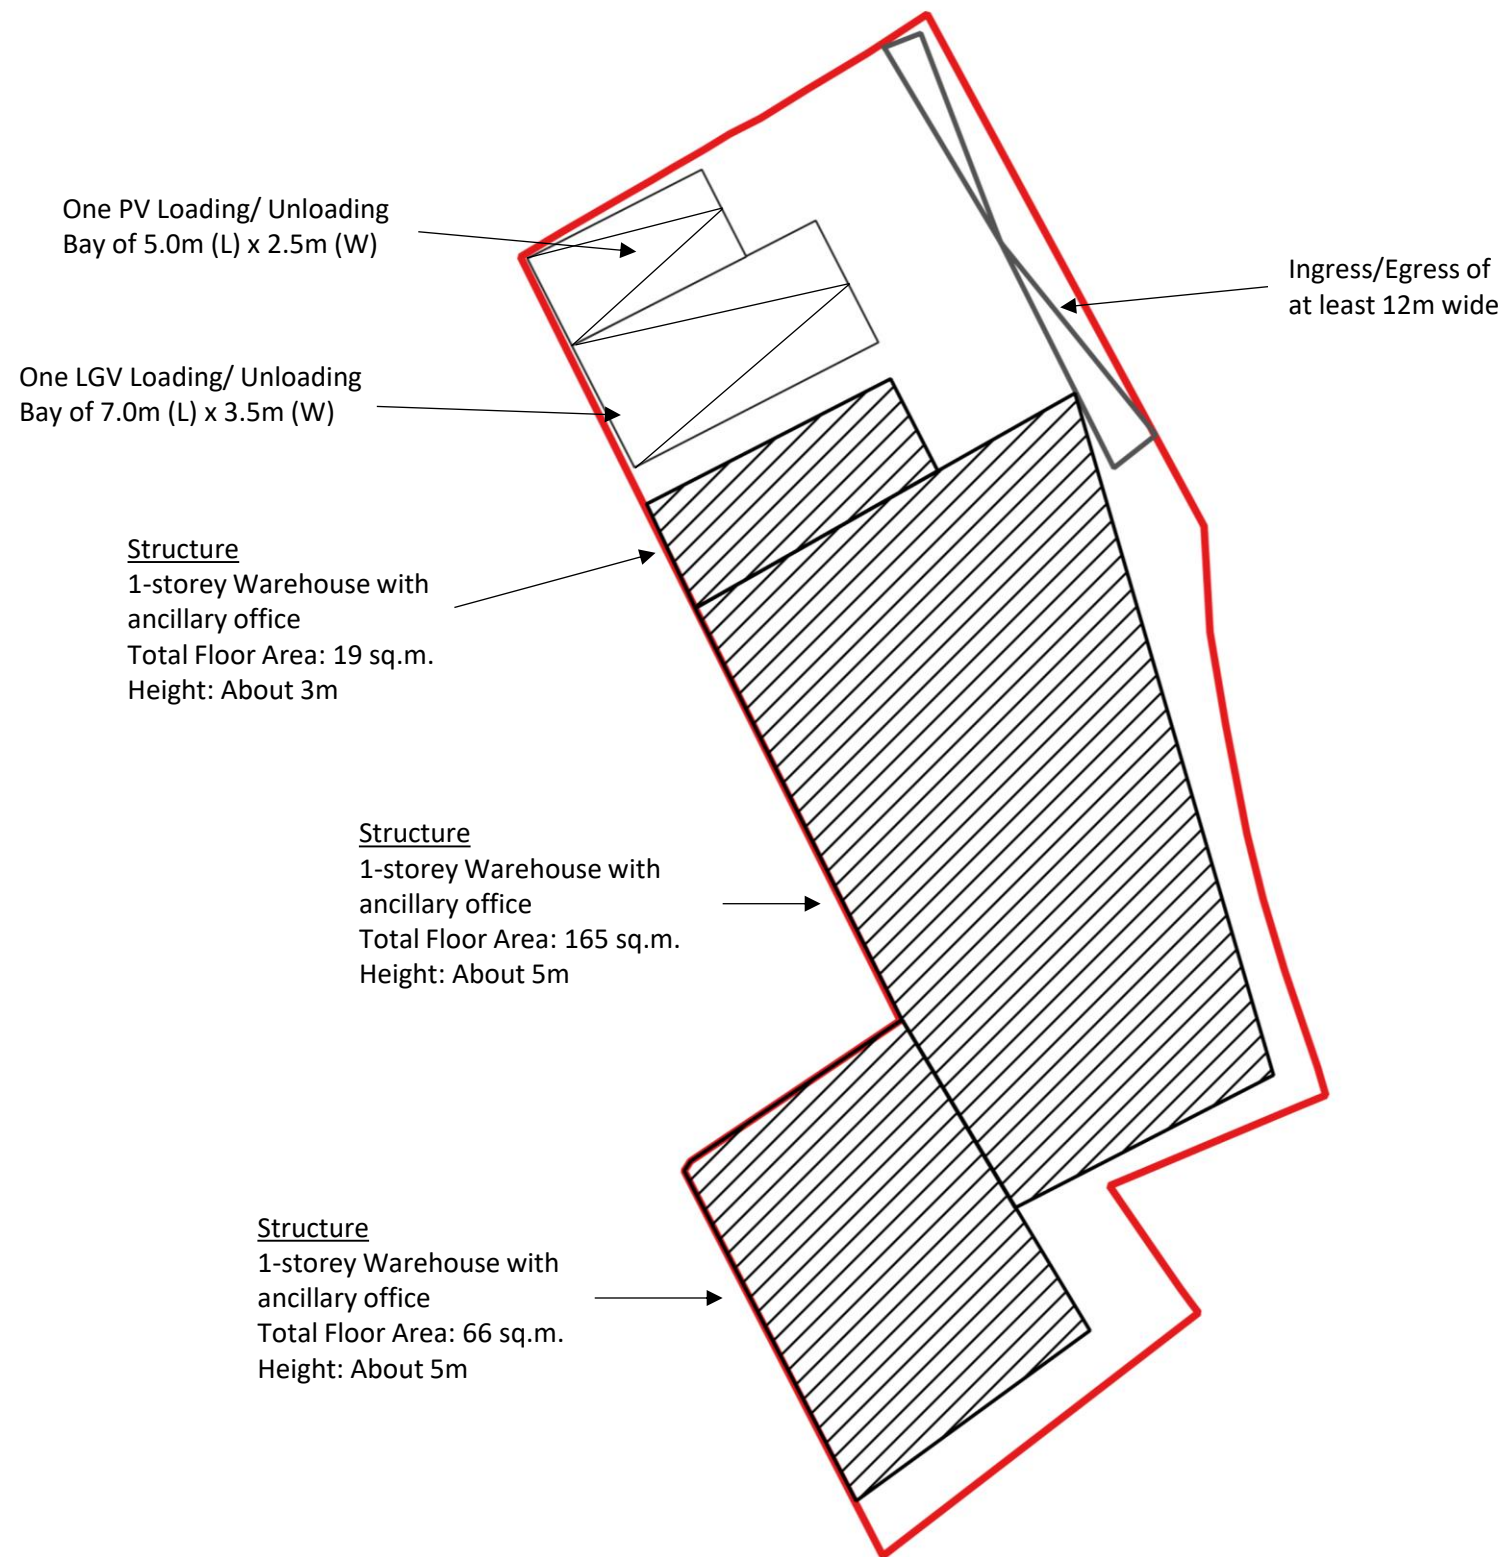 One PV Loading/ Unloading
Bay of 5.0m (L) x 2.5m (W)
Ingress/Egress of
at least 12m wide
One LGV Loading/ Unloading
Bay of 7.0m (L) x 3.5m (W)
Structure
1-storey Warehouse with
ancillary office
Total Floor Area: 19 sq.m.
Height: About 3m
Structure
1-storey Warehouse with
ancillary office
Total Floor Area: 165 sq.m.
Height: About 5m
Structure
1-storey Warehouse with
ancillary office
Total Floor Area: 66 sq.m.
Height: About 5m